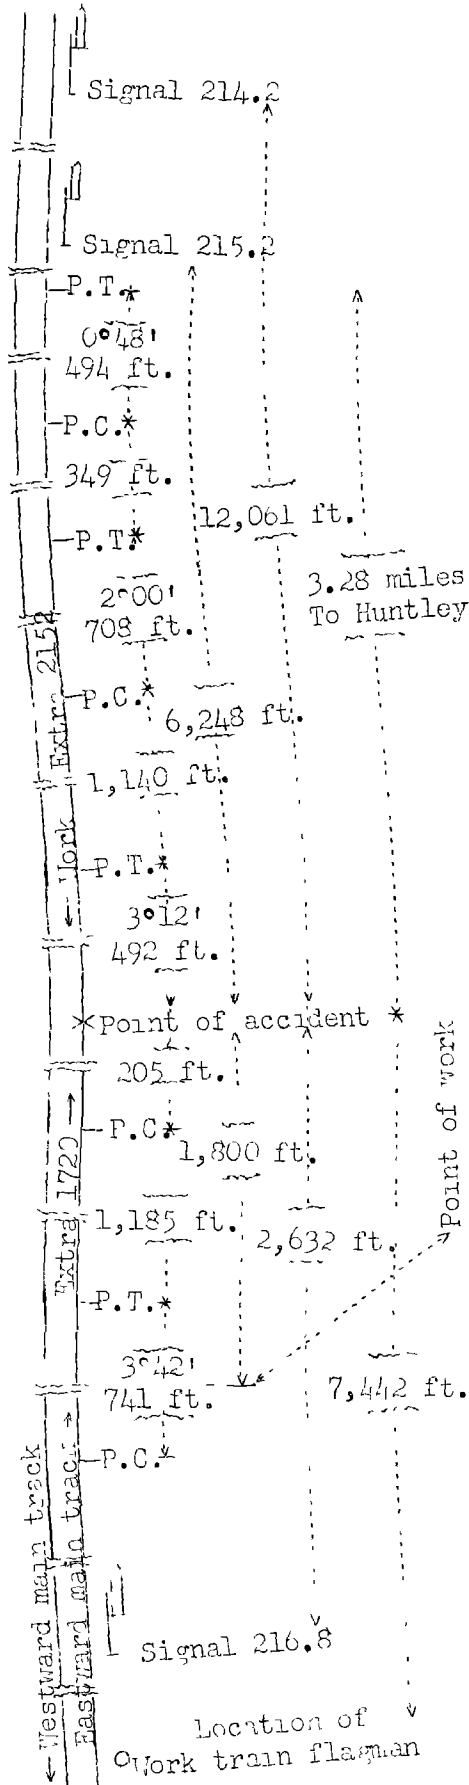 Signal 214.2
Signal 215.2
P.T.
0°48'
494 ft.
P.C.
349 ft.
12,061 ft.
P.T.
3.28 miles
To Huntley
2°00'
708 ft.
Work Extra 2152
P.C.
6,248 ft.
1,140 ft.
P.T.
3°12'
492 ft.
Point of accident
205 ft.
P.C.
1,800 ft.
Point of work
Extra 1729
1,185 ft.
2,632 ft.
P.T.
3°42'
741 ft.
7,442 ft.
P.C.
Westward main track
Eastward main track
Signal 216.8
Location of
Work train flagman